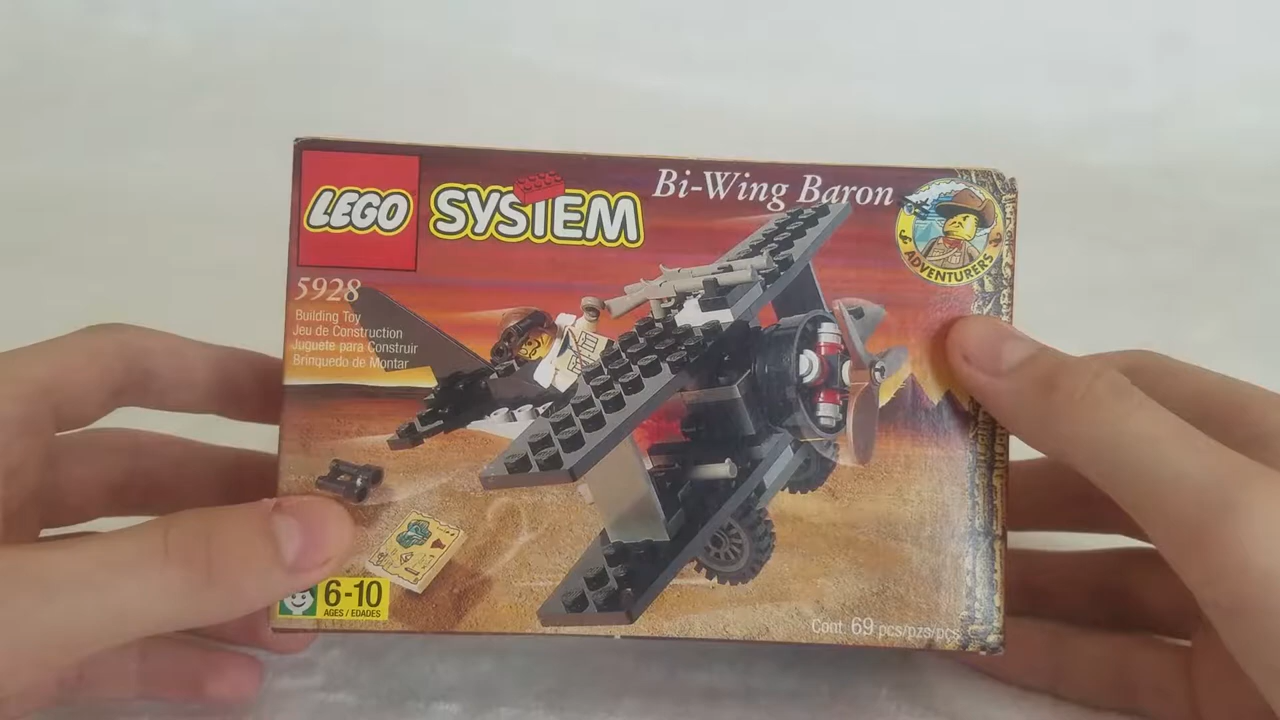 LEGO SYSTEM
Bi-Wing Baron
ADVENTURERS
5928
Building Toy
Jeu de Construction
Juguete para Construir
Brinquedo de Montar
6-10
AGES / EDADES
Cont. 69 pcs/pzs/pçs